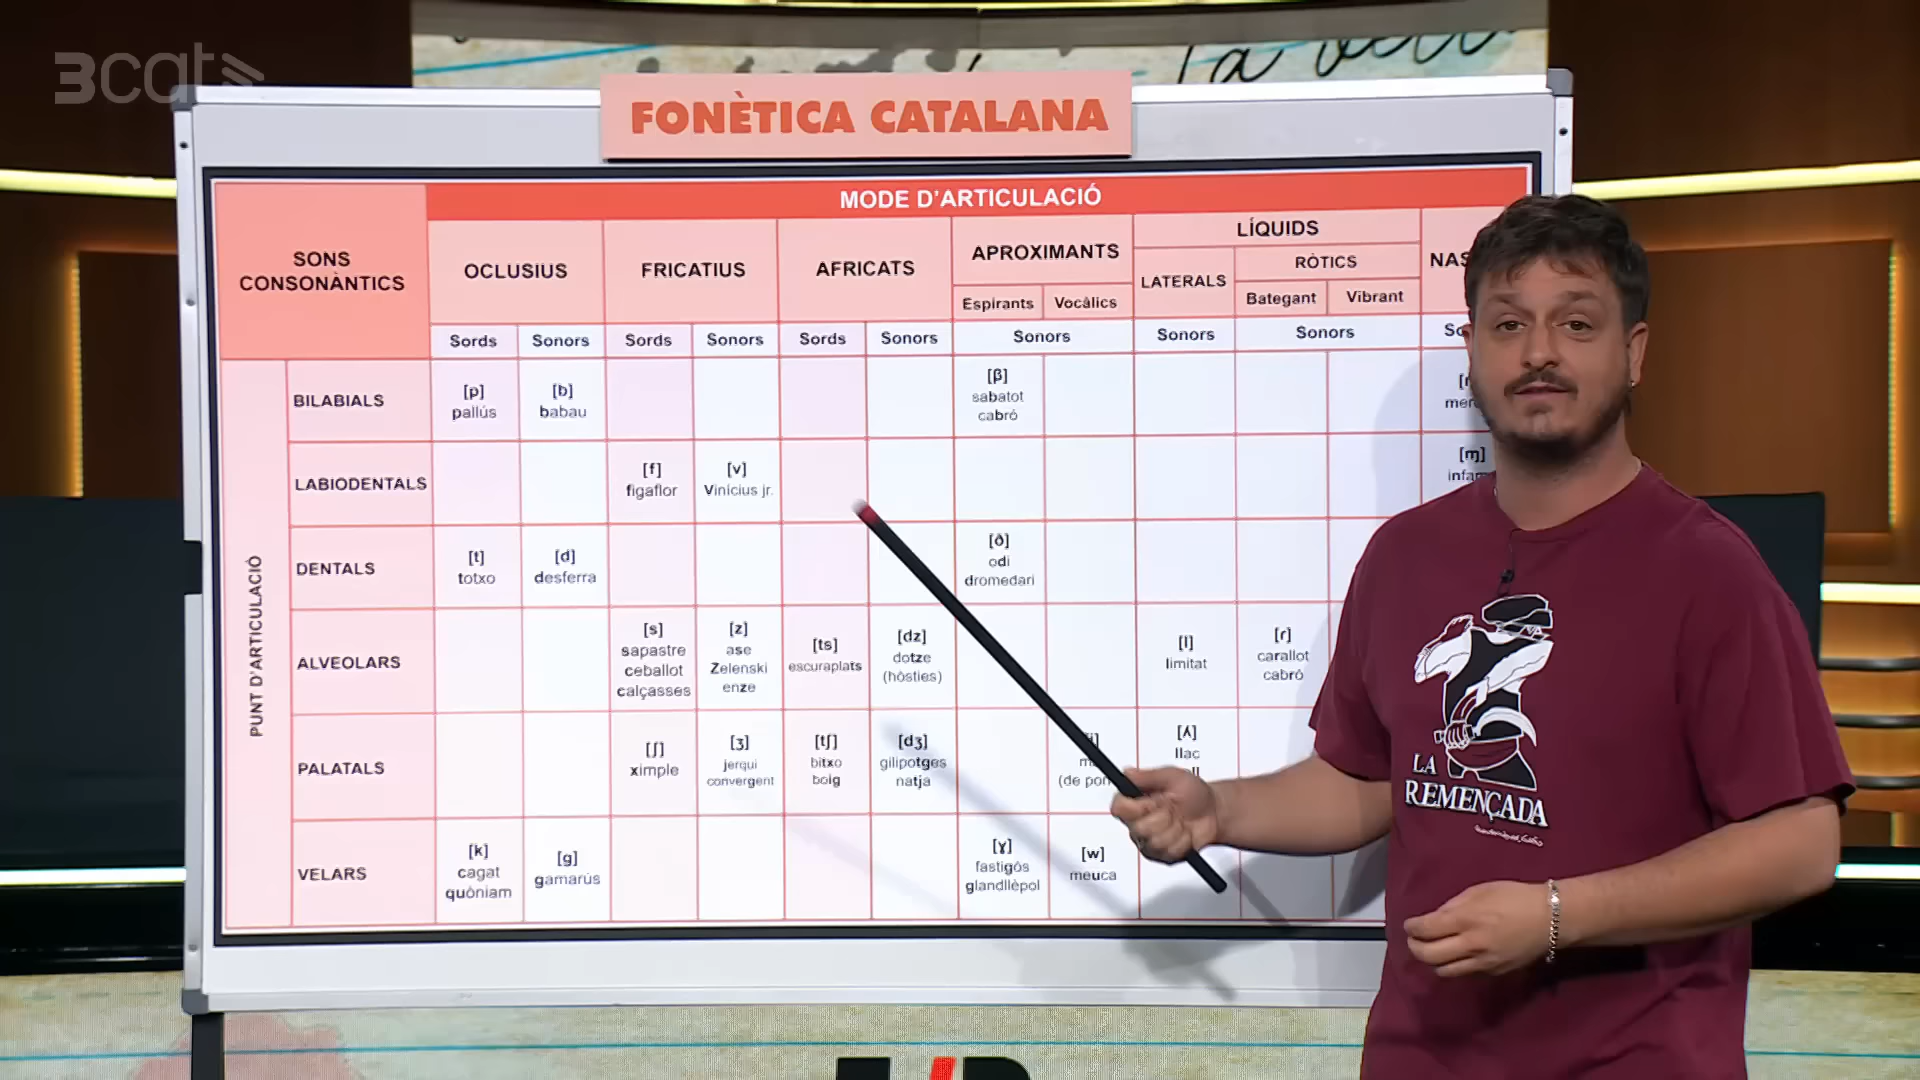 3cat
FONÈTICA CATALANA
MODE D'ARTICULACIÓ
SONS
CONSONÀNTICS
OCLUSIUS
FRICATIUS
AFRICATS
APROXIMANTS
LÍQUIDS
LATERALS
RÒTICS
Espirants
Vocàlics
Bategant
Vibrant
Sords
Sonors
Sords
Sonors
Sords
Sonors
Sonors
Sonors
Sonors
PUNT D'ARTICULACIÓ
BILABIALS
[p]
pallús
[b]
babau
[β]
sabatot
cabró
LABIODENTALS
[f]
figaflor
[v]
Vinícius jr.
[ɱ]
DENTALS
[t]
totxo
[d]
desferra
[ð]
odi
dromedari
ALVEOLARS
[s]
sapastre
ceballot
calçasses
[z]
ase
Zelenski
enze
[ts]
escuraplats
[dz]
dotze
(hòsties)
[l]
limitat
[ɾ]
carallot
cabró
PALATALS
[ʃ]
ximple
[ʒ]
jerqui
convergent
[tʃ]
bitxo
boig
[dʒ]
gilipotges
natja
(de
[ʎ]
llac
VELARS
[k]
cagat
quòniam
[g]
gamarús
[ɣ]
fastigós
glandllèpol
[w]
meuca
LA
REMENÇADA